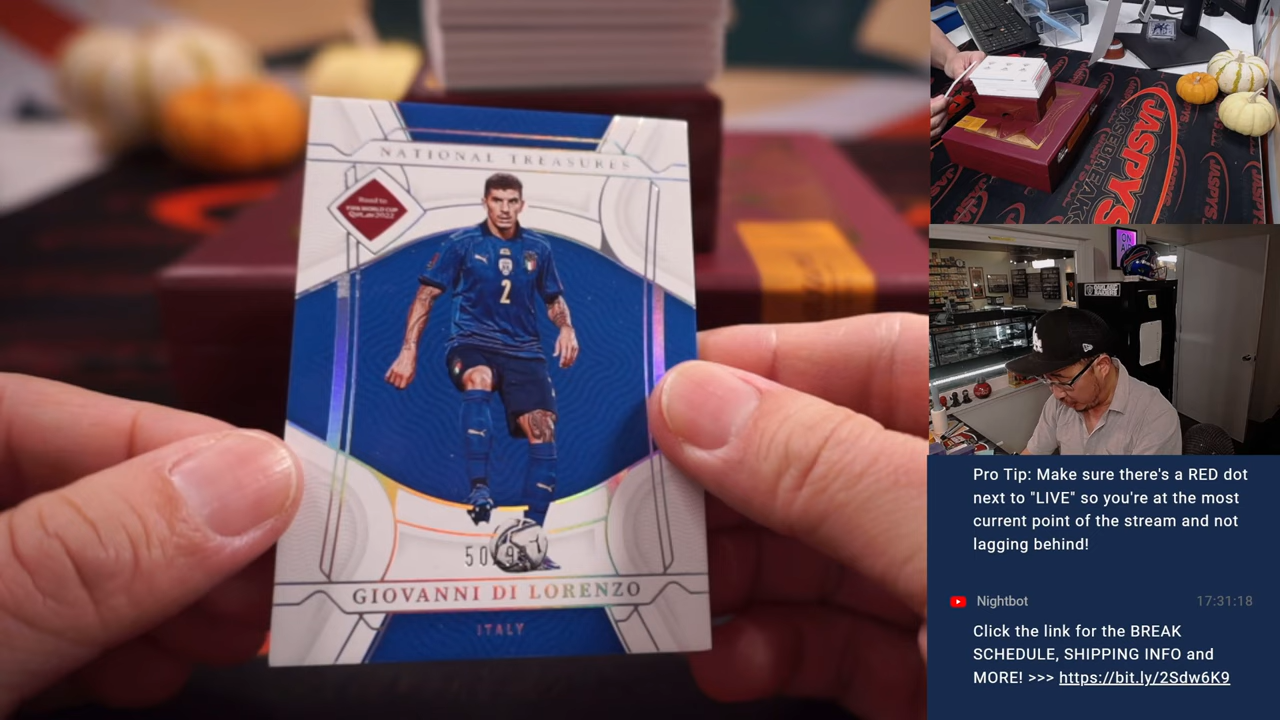 NATIONAL TREASURES
Road to
FIFA WORLD CUP
Qatar2022
2
GIOVANNI DI LORENZO
ITALY
JASPYS
CASEBREAKS
JASPYS
ON
Pro Tip: Make sure there's a RED dot
next to "LIVE" so you're at the most
current point of the stream and not
lagging behind!
Nightbot
17:31:18
Click the link for the BREAK
SCHEDULE, SHIPPING INFO and
MORE! >>> https://bit.ly/2Sdw6K9